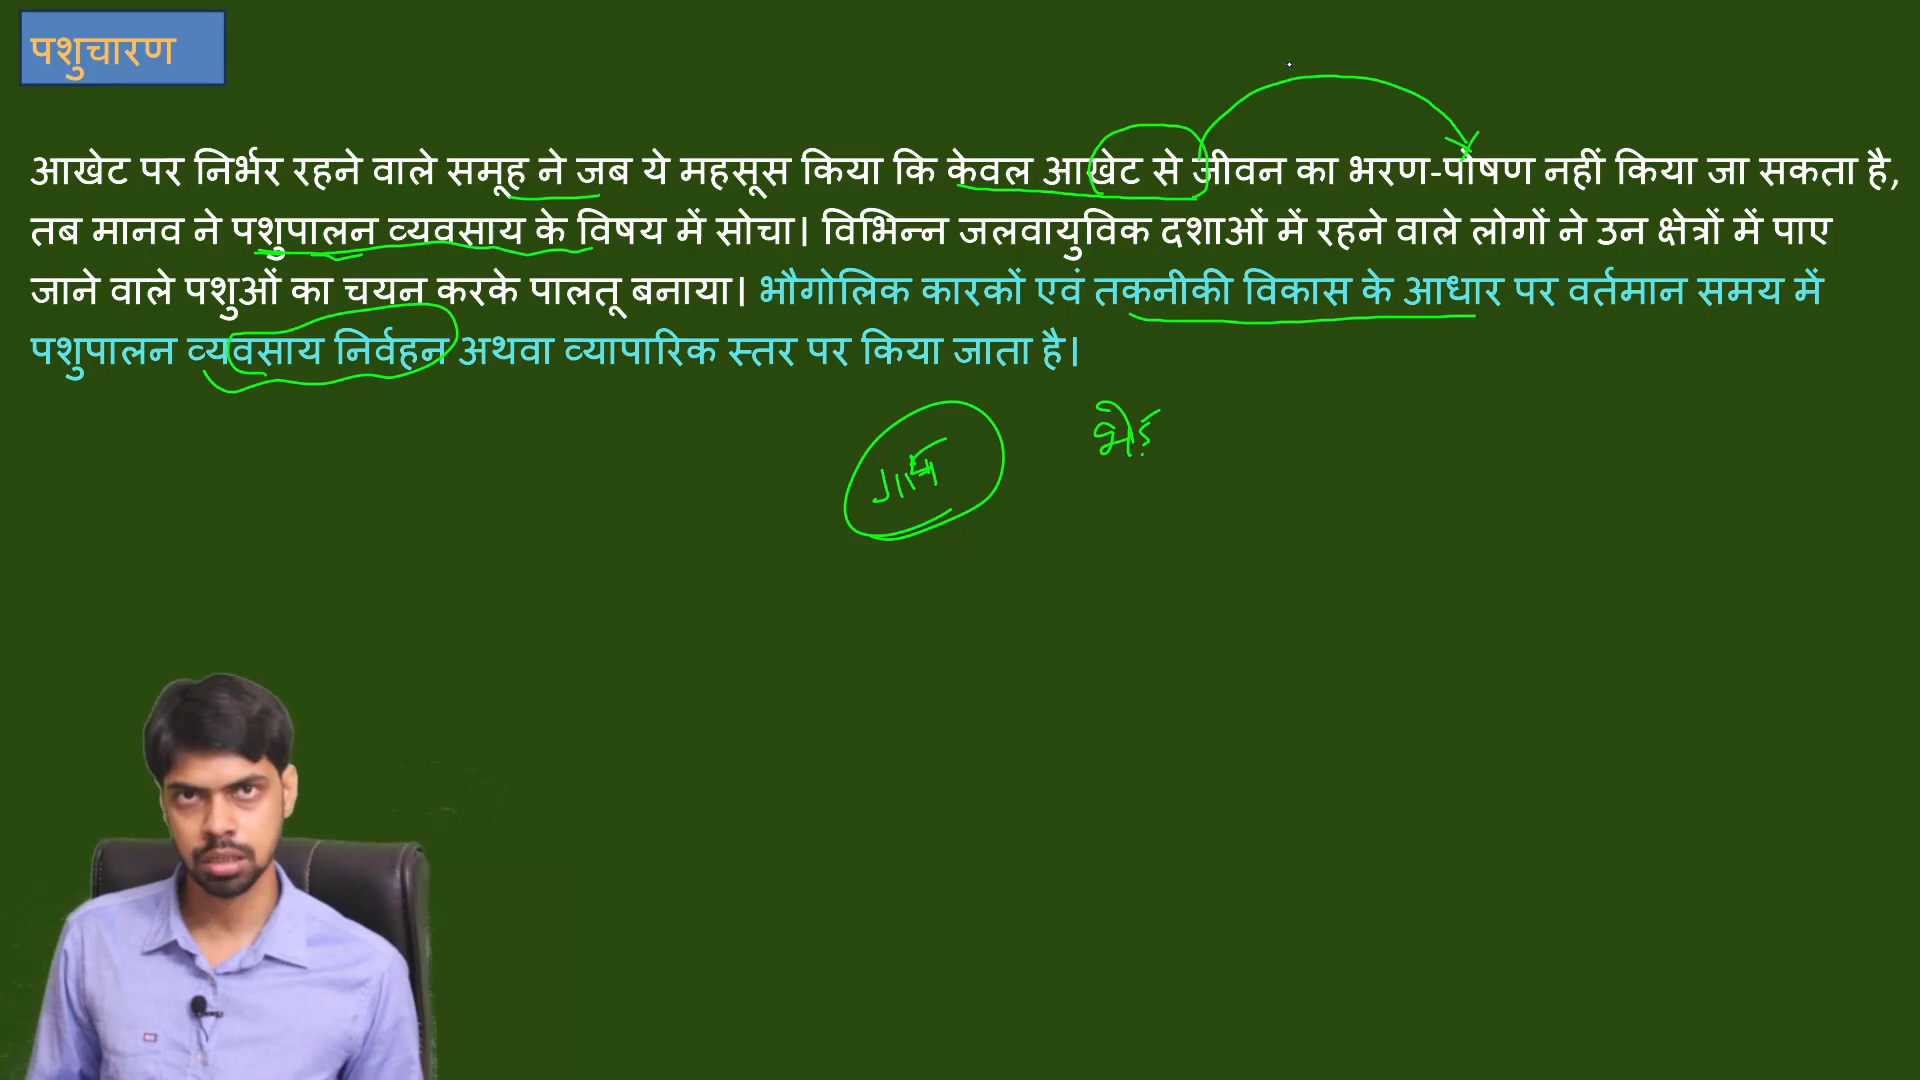 पशुचारण
आखेट पर निर्भर रहने वाले समूह ने जब ये महसूस किया कि केवल आखेट से जीवन का भरण-पोषण नहीं किया जा सकता है,
तब मानव ने पशुपालन व्यवसाय के विषय में सोचा। विभिन्न जलवायुविक दशाओं में रहने वाले लोगों ने उन क्षेत्रों में पाए
जाने वाले पशुओं का चयन करके पालतू बनाया। भौगोलिक कारकों एवं तकनीकी विकास के आधार पर वर्तमान समय में
पशुपालन व्यवसाय निर्वहन अथवा व्यापारिक स्तर पर किया जाता है।